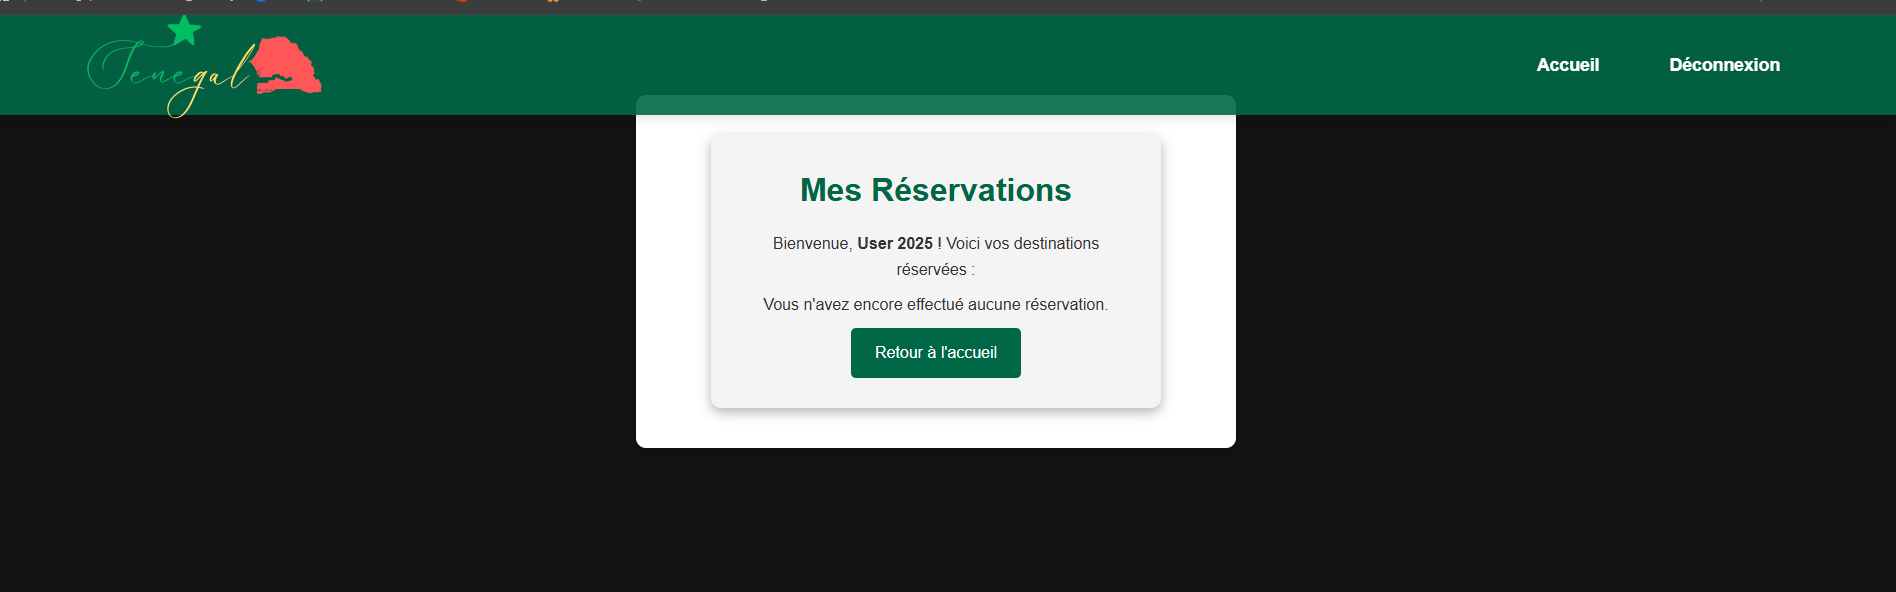 Senegal
Accueil
Déconnexion
Mes Réservations
Bienvenue, User 2025 ! Voici vos destinations
réservées :
Vous n'avez encore effectué aucune réservation.
Retour à l'accueil